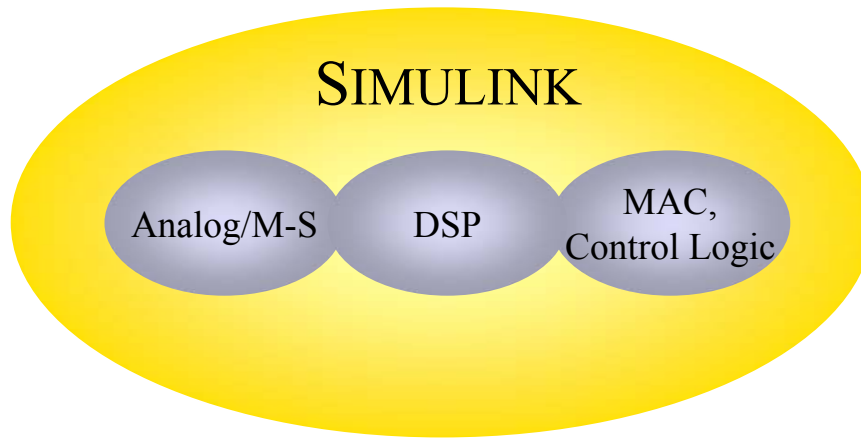 SIMULINK
Analog/M-S
DSP
MAC,
Control Logic